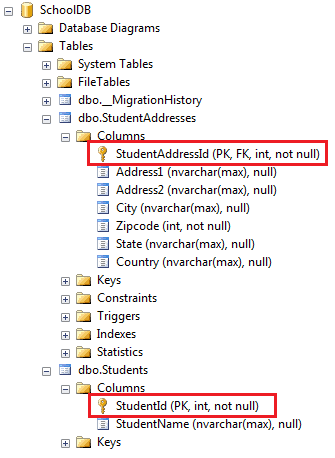 SchoolDB
Database Diagrams
Tables
System Tables
FileTables
dbo.__MigrationHistory
dbo.StudentAddresses
Columns
StudentAddressId (PK, FK, int, not null)
Address1 (nvarchar(max), null)
Address2 (nvarchar(max), null)
City (nvarchar(max), null)
Zipcode (int, not null)
State (nvarchar(max), null)
Country (nvarchar(max), null)
Keys
Constraints
Triggers
Indexes
Statistics
dbo.Students
Columns
StudentId (PK, int, not null)
StudentName (nvarchar(max), null)
Keys